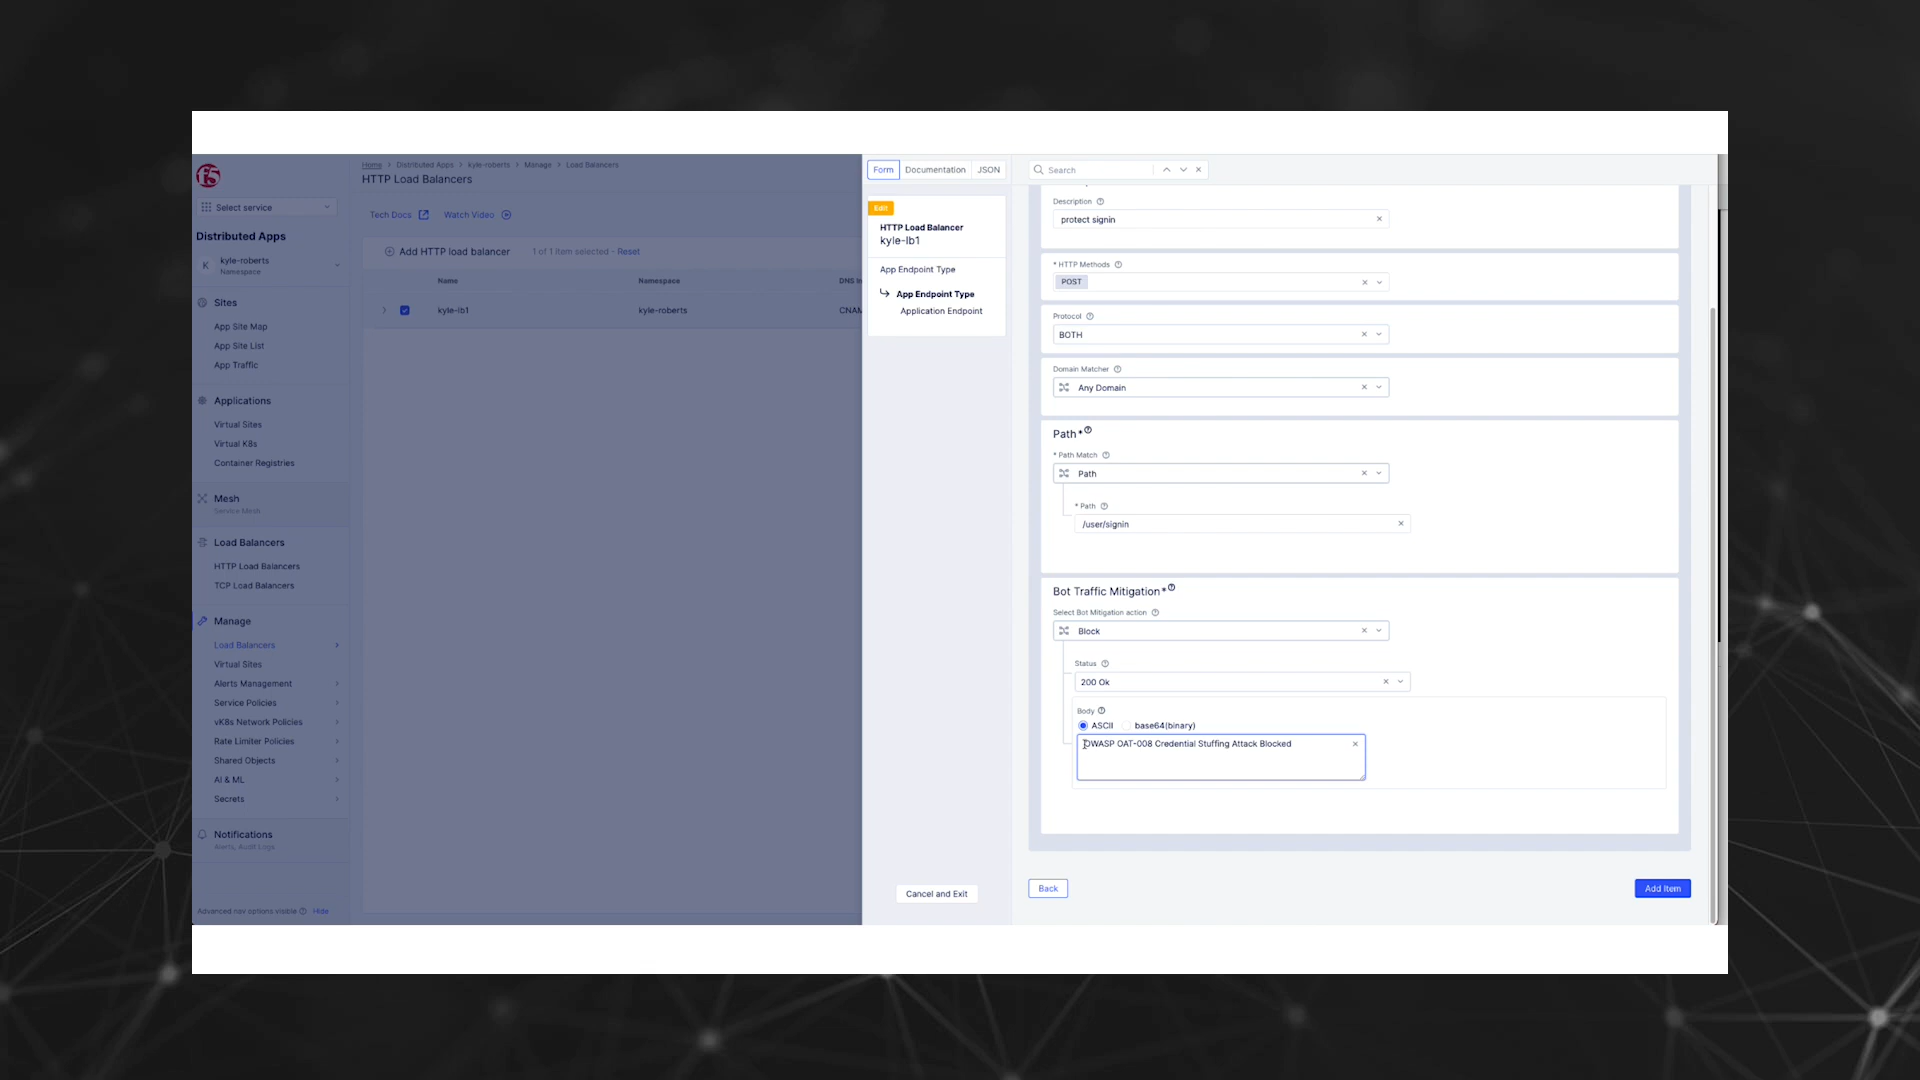 f5
Select service
Distributed Apps
K
kyle-roberts
Namespace
Sites
App Site Map
App Site List
App Traffic
Applications
Virtual Sites
Virtual K8s
Container Registries
Mesh
Service Mesh
Load Balancers
HTTP Load Balancers
TCP Load Balancers
Manage
Load Balancers
Virtual Sites
Alerts Management
Service Policies
vK8s Network Policies
Rate Limiter Policies
Shared Objects
AI & ML
Secrets
Notifications
Alerts, Audit Logs
Advanced nav options visible Hide
Home > Distributed Apps > kyle-roberts > Manage > Load Balancers
HTTP Load Balancers
Tech Docs Watch Video
Add HTTP load balancer 1 of 1 item selected - Reset
Name Namespace DNS In
kyle-lb1 kyle-roberts CNAM
Form Documentation JSON
Edit
HTTP Load Balancer
kyle-lb1
App Endpoint Type
App Endpoint Type
Application Endpoint
Cancel and Exit
Search
Description
protect signin
* HTTP Methods
POST
Protocol
BOTH
Domain Matcher
Any Domain
Path*
* Path Match
Path
* Path
/user/signin
Bot Traffic Mitigation*
Select Bot Mitigation action
Block
Status
200 Ok
Body
ASCII base64(binary)
OWASP OAT-008 Credential Stuffing Attack Blocked
Back Add Item